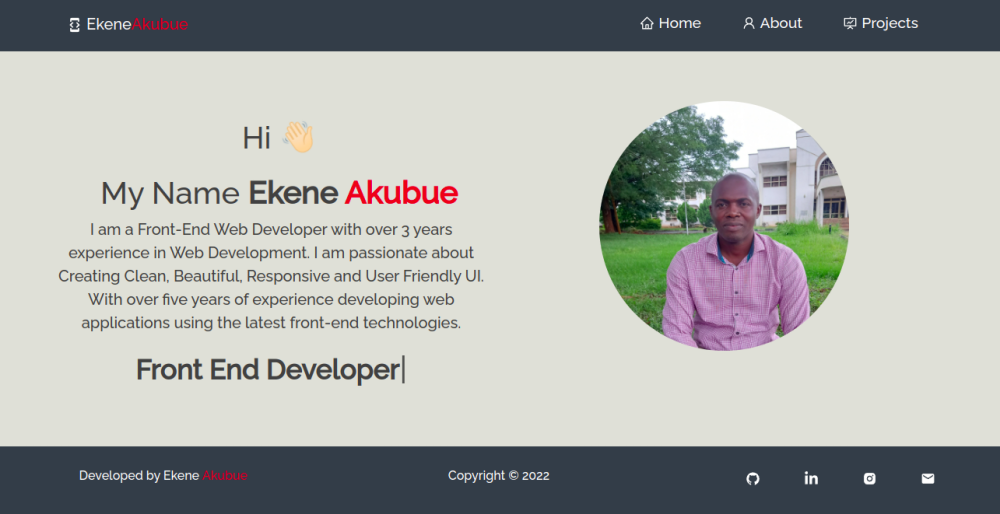 EkeneAkubue
Home
About
Projects
Hi 👋
My Name Ekene Akubue
I am a Front-End Web Developer with over 3 years
experience in Web Development. I am passionate about
Creating Clean, Beautiful, Responsive and User Friendly UI.
With over five years of experience developing web
applications using the latest front-end technologies.
Front End Developer|
Developed by Ekene Akubue
Copyright © 2022